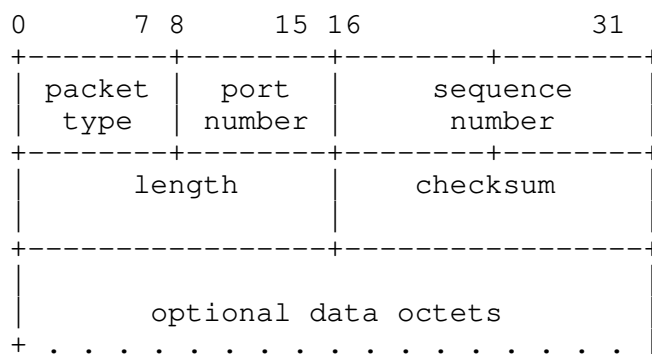 0 7 8 15 16 31
packet port sequence
type number number
length checksum
optional data octets